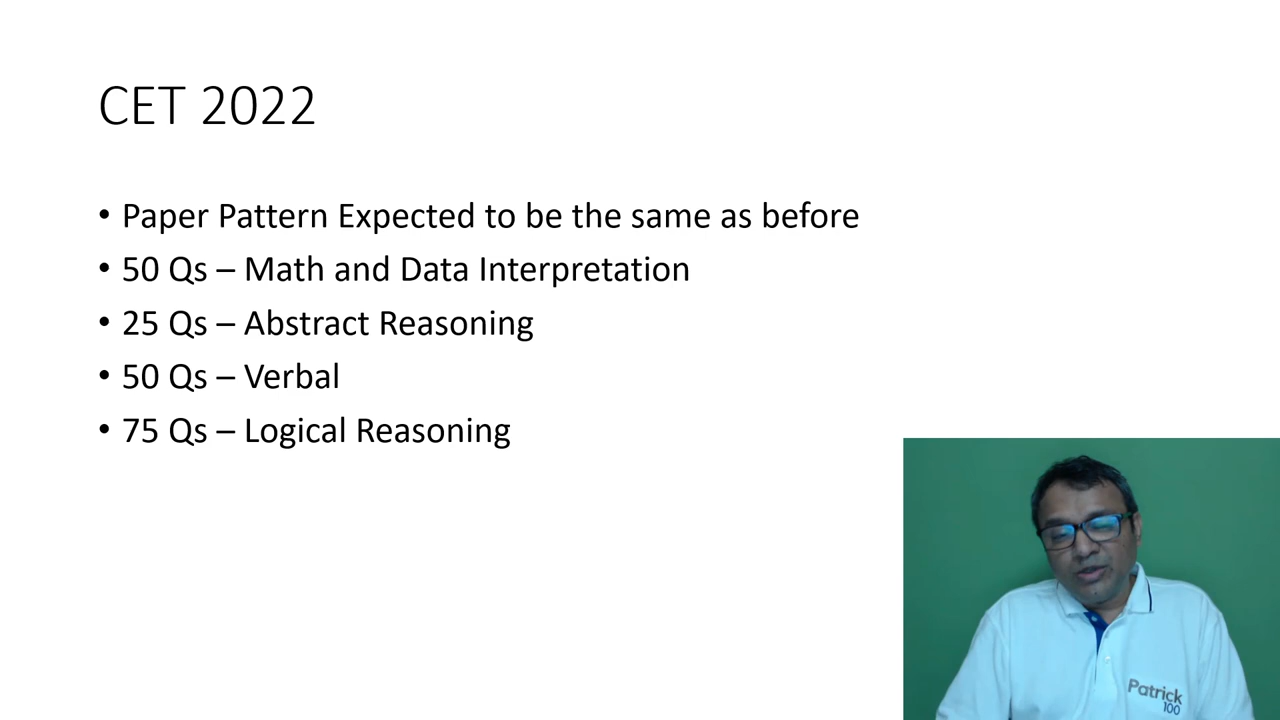 CET 2022
• Paper Pattern Expected to be the same as before
• 50 Qs – Math and Data Interpretation
• 25 Qs – Abstract Reasoning
• 50 Qs – Verbal
• 75 Qs – Logical Reasoning
Patrick
100